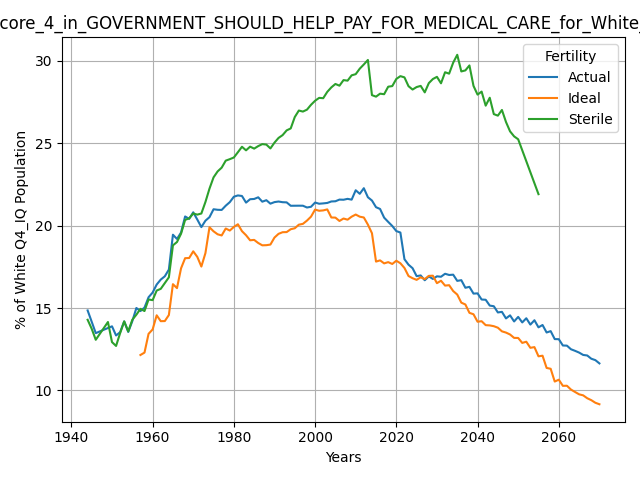 core_4_in_GOVERNMENT_SHOULD_HELP_PAY_FOR_MEDICAL_CARE_for_White_
% of White Q4_IQ Population
30
25
20
15
10
Fertility
Actual
Ideal
Sterile
1940
1960
1980
2000
2020
2040
2060
Years